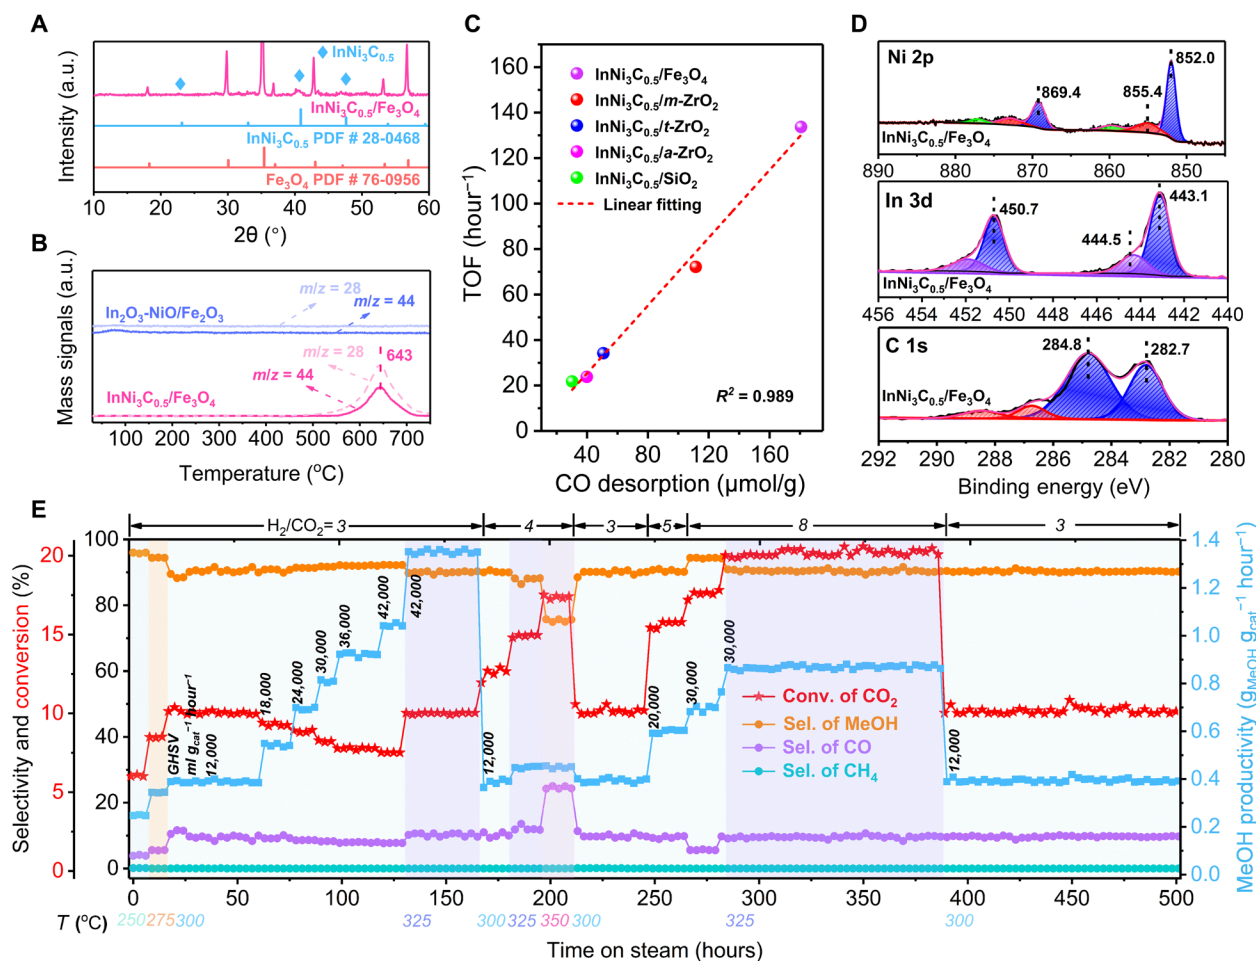 A
Intensity (a.u.)
InNi₃C₀.₅
InNi₃C₀.₅/Fe₃O₄
InNi₃C₀.₅ PDF # 28-0468
Fe₃O₄ PDF # 76-0956
10 20 30 40 50 60
2θ (°)
B
Mass signals (a.u.)
m/z = 28
In₂O₃-NiO/Fe₂O₃
m/z = 44
m/z = 28
643
m/z = 44
InNi₃C₀.₅/Fe₃O₄
100 200 300 400 500 600 700
Temperature (°C)
C
TOF (hour⁻¹)
160
140
120
100
80
60
40
20
0
InNi₃C₀.₅/Fe₃O₄
InNi₃C₀.₅/m-ZrO₂
InNi₃C₀.₅/t-ZrO₂
InNi₃C₀.₅/a-ZrO₂
InNi₃C₀.₅/SiO₂
Linear fitting
R² = 0.989
40 80 120 160
CO desorption (μmol/g)
D
Ni 2p
852.0
869.4
855.4
InNi₃C₀.₅/Fe₃O₄
890 880 870 860 850
In 3d
443.1
450.7
444.5
InNi₃C₀.₅/Fe₃O₄
456 454 452 450 448 446 444 442 440
C 1s
284.8
282.7
InNi₃C₀.₅/Fe₃O₄
292 290 288 286 284 282 280
Binding energy (eV)
E
H₂/CO₂= 3
4
3
5
8
3
Selectivity and conversion (%)
20
15
10
5
0
100
80
60
40
20
0
GHSV
ml g_cat⁻¹ hour⁻¹
12,000
18,000
24,000
30,000
36,000
42,000
42,000
12,000
20,000
30,000
30,000
12,000
Conv. of CO₂
Sel. of MeOH
Sel. of CO
Sel. of CH₄
1.4
1.2
1.0
0.8
0.6
0.4
0.2
0.0
MeOH productivity (g_MeOH g_cat⁻¹ hour⁻¹)
0 50 100 150 200 250 300 350 400 450 500
T (°C)
250 275 300 325 300 325 350 300 325 300
Time on steam (hours)